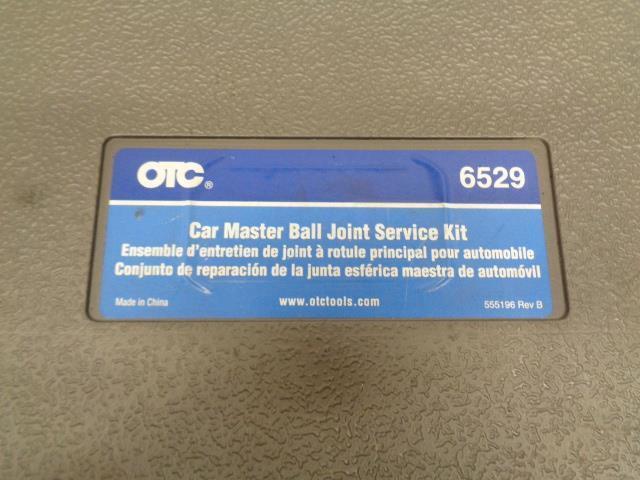 OTC® 6529
Car Master Ball Joint Service Kit
Ensemble d'entretien de joint à rotule principal pour automobile
Conjunto de reparación de la junta esférica maestra de automóvil
Made in China www.otctools.com 555196 Rev B